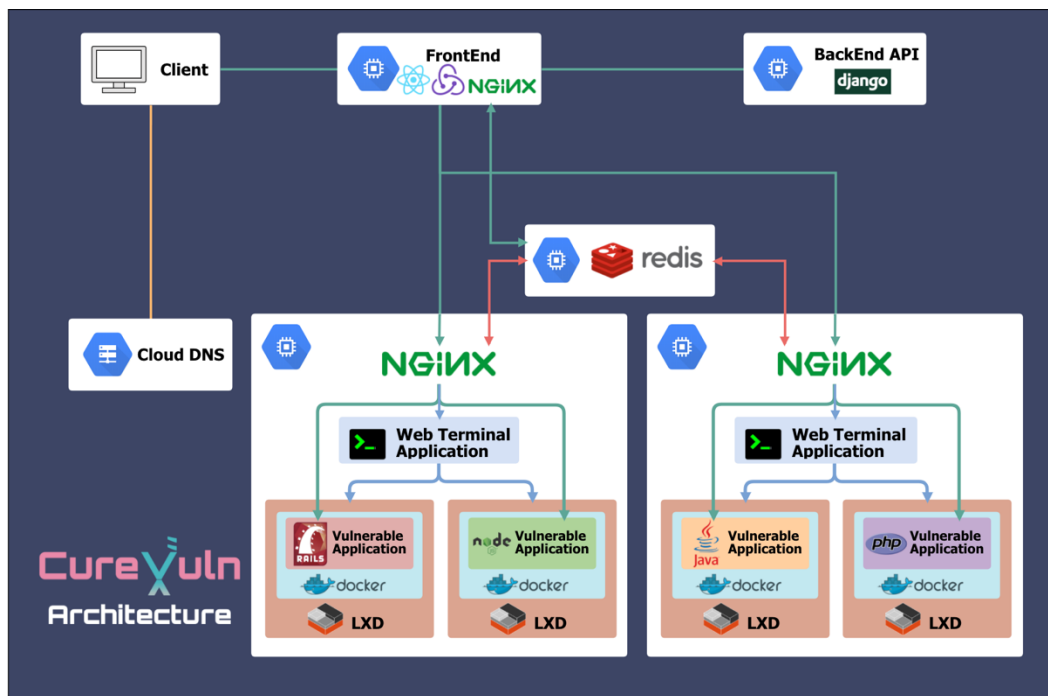 Client
FrontEnd
NGINX
BackEnd API
django
redis
Cloud DNS
NGINX
NGINX
>_ Web Terminal
Application
>_ Web Terminal
Application
RAILS
Vulnerable
Application
node
Vulnerable
Application
Java
Vulnerable
Application
php
Vulnerable
Application
docker
docker
docker
docker
LXD
LXD
LXD
LXD
CureVuln
Architecture